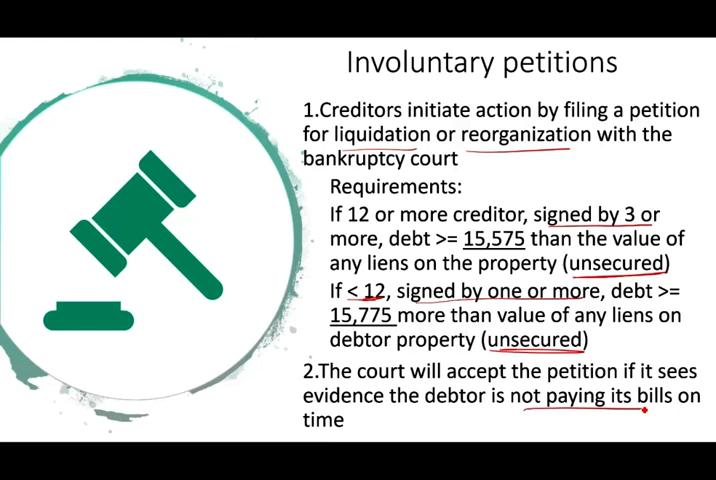 Involuntary petitions
1.Creditors initiate action by filing a petition
for liquidation or reorganization with the
bankruptcy court
Requirements:
If 12 or more creditor, signed by 3 or
more, debt >= 15,575 than the value of
any liens on the property (unsecured)
If < 12, signed by one or more, debt >=
15,775 more than value of any liens on
debtor property (unsecured)
2.The court will accept the petition if it sees
evidence the debtor is not paying its bills on
time